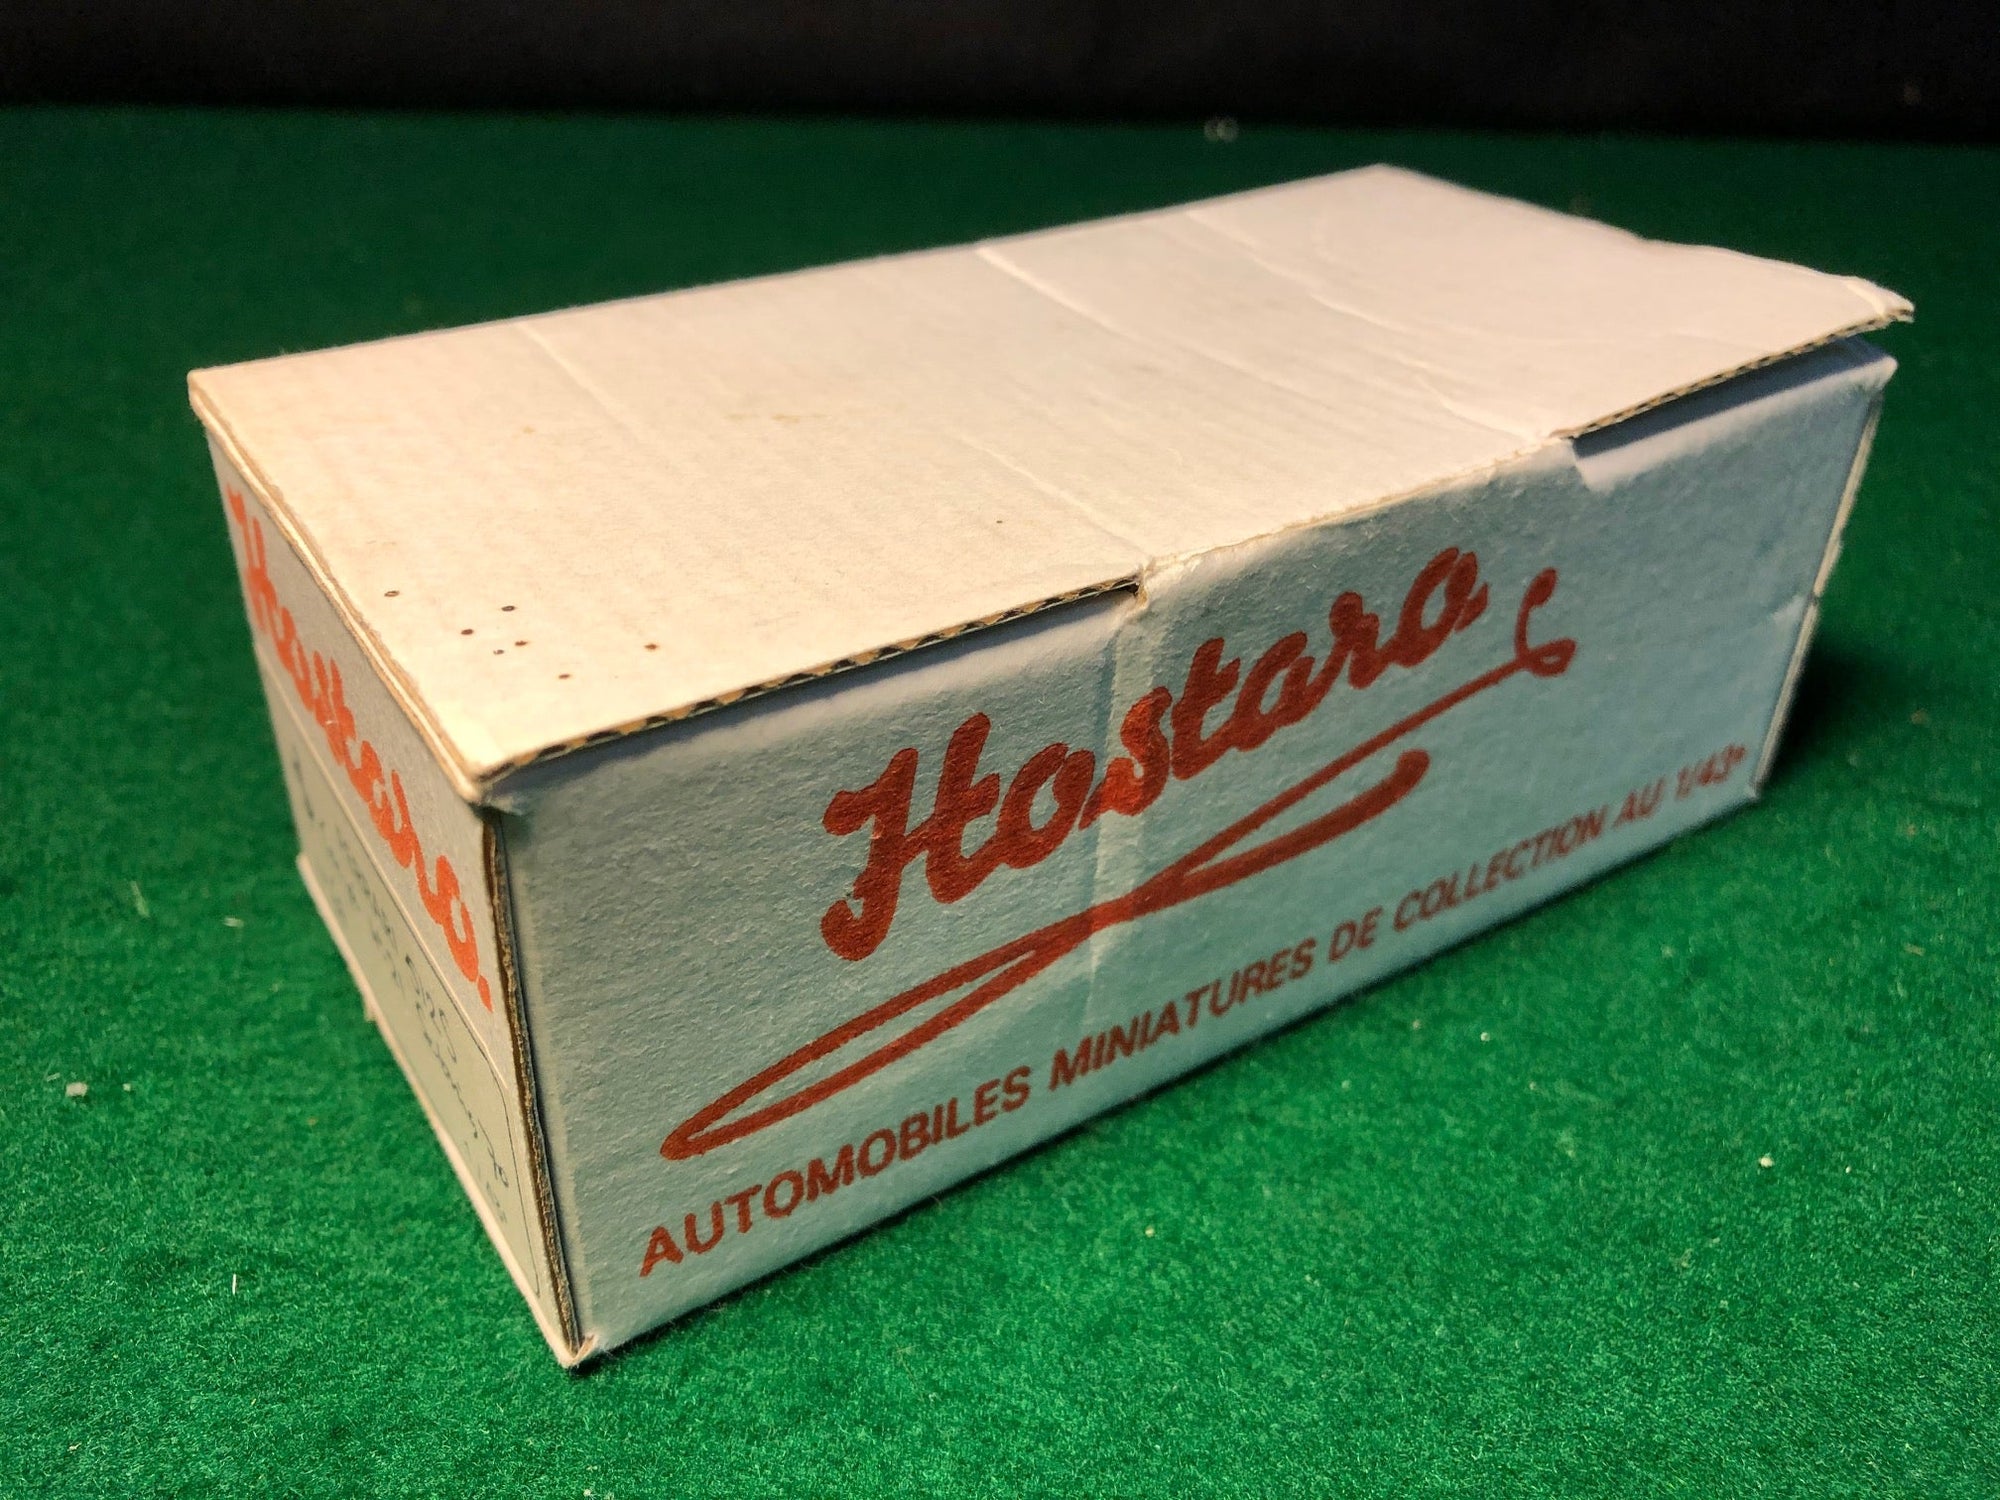 Hostaro
Hostaro
AUTOMOBILES MINIATURES DE COLLECTION AU 1/43e